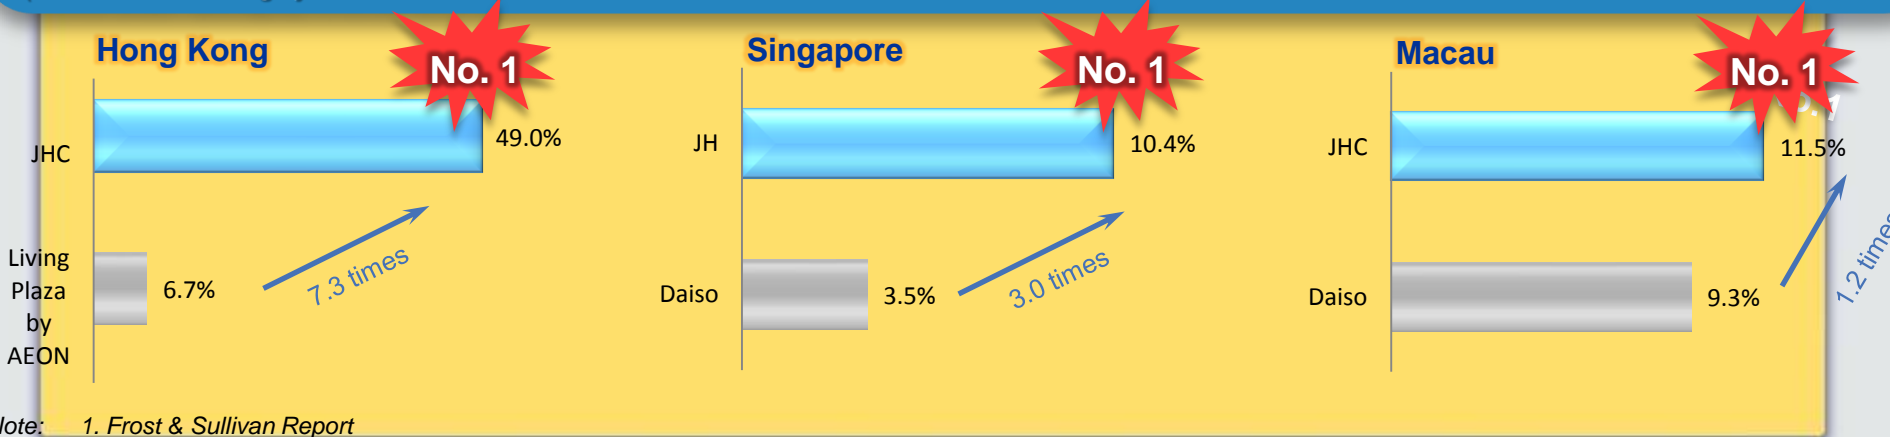 Hong Kong
No. 1
JHC
49.0%
Living
Plaza
by
AEON
6.7%
7.3 times
Singapore
No. 1
JH
10.4%
Daiso
3.5%
3.0 times
Macau
No. 1
JHC
11.5%
Daiso
9.3%
1.2 times
Note: 1. Frost & Sullivan Report